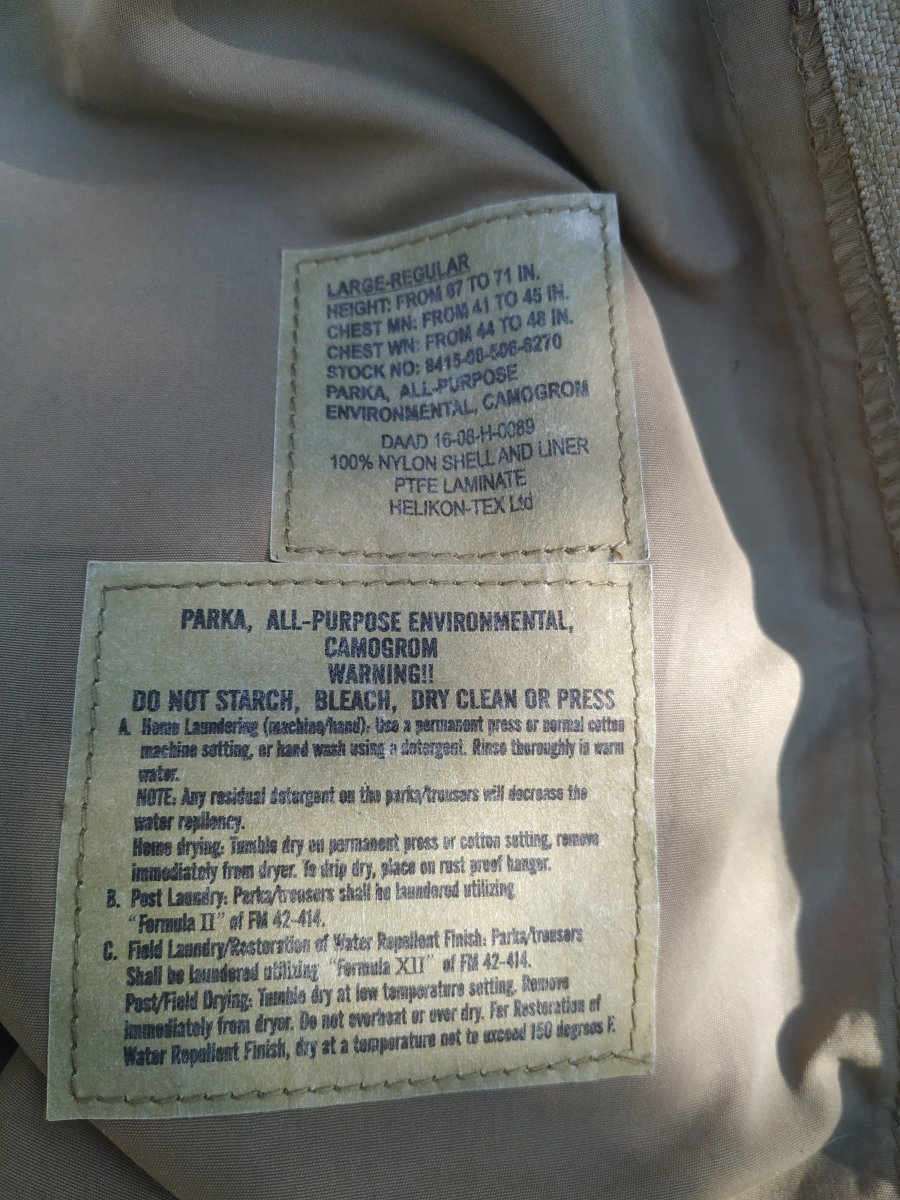 LARGE-REGULAR
HEIGHT: FROM 67 TO 71 IN.
CHEST MN: FROM 41 TO 45 IN.
CHEST WN: FROM 44 TO 48 IN.
STOCK NO: 8415-08-506-6270
PARKA, ALL-PURPOSE
ENVIRONMENTAL, CAMOGROM
DAAD 16-08-H-0089
100% NYLON SHELL AND LINER
PTFE LAMINATE
HELIKON-TEX Ltd
PARKA, ALL-PURPOSE ENVIRONMENTAL,
CAMOGROM
WARNING!!
DO NOT STARCH, BLEACH, DRY CLEAN OR PRESS
A. Home Laundering (machine/hand): Use a permanent press or normal cotton
machine setting, or hand wash using a detergent. Rinse thoroughly in warm
water.
NOTE: Any residual detergent on the parka/trousers will decrease the
water repllency.
Home drying: Tumble dry on permanent press or cotton setting, remove
immediately from dryer. To drip dry, place on rust proof hanger.
B. Post Laundry: Parka/trousers shall be laundered utilizing
"Formula II" of FM 42-414.
C. Field Laundry/Restoration of Water Repellent Finish: Parka/trousers
Shall be laundered utilizing "Formula XII" of FM 42-414.
Post/Field Drying: Tumble dry at low temperature setting. Remove
immediately from dryer. Do not overheat or over dry. For Restoration of
Water Repellent Finish, dry at a temperature not to exceed 150 degrees F.